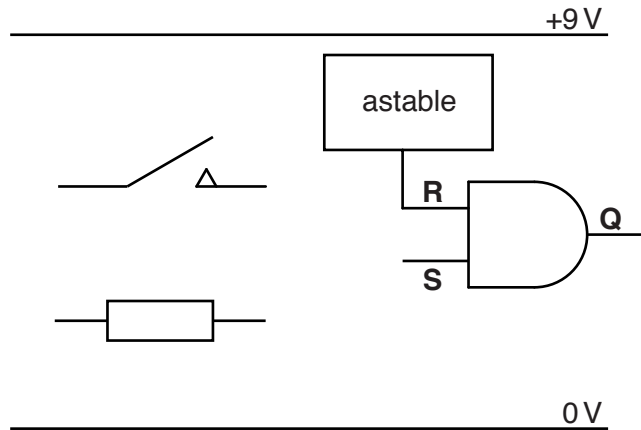 +9 V
astable
R
Q
S
0 V